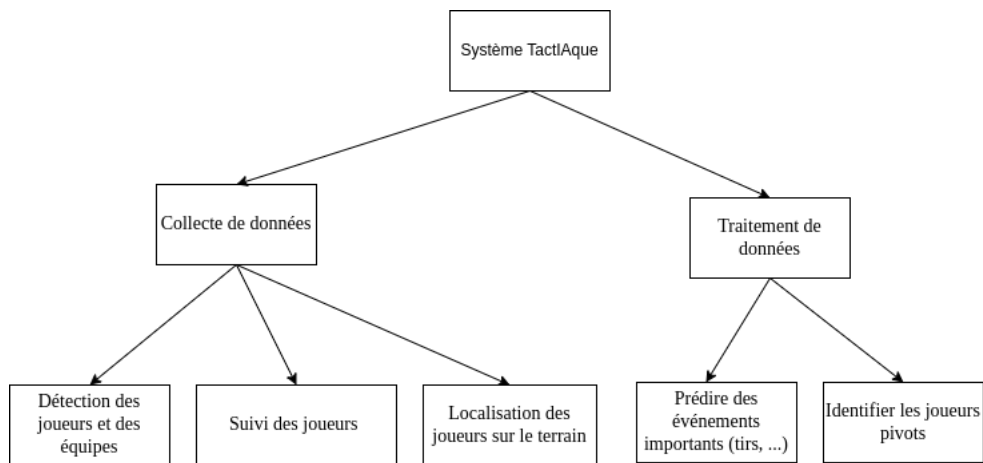 Système TactIAque
Collecte de données
Traitement de
données
Détection des
joueurs et des
équipes
Suivi des joueurs
Localisation des
joueurs sur le terrain
Prédire des
événements
importants (tirs, ...)
Identifier les joueurs
pivots